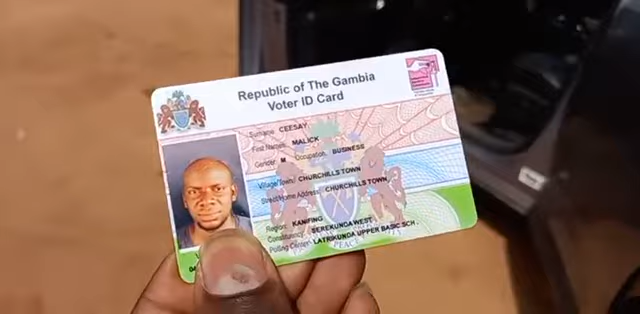 Republic of The Gambia
Voter ID Card
Surname: CEESAY
First Names: MALICK
Gender: M Occupation: BUSINESS
Village/Town: CHURCHILLS TOWN
Street/Home Address: CHURCHILLS TOWN
Region: KANIFING
Constituency: SEREKUNDA WEST
Polling Center: LATRIKUNDA UPPER BASIC SCH
PEACE